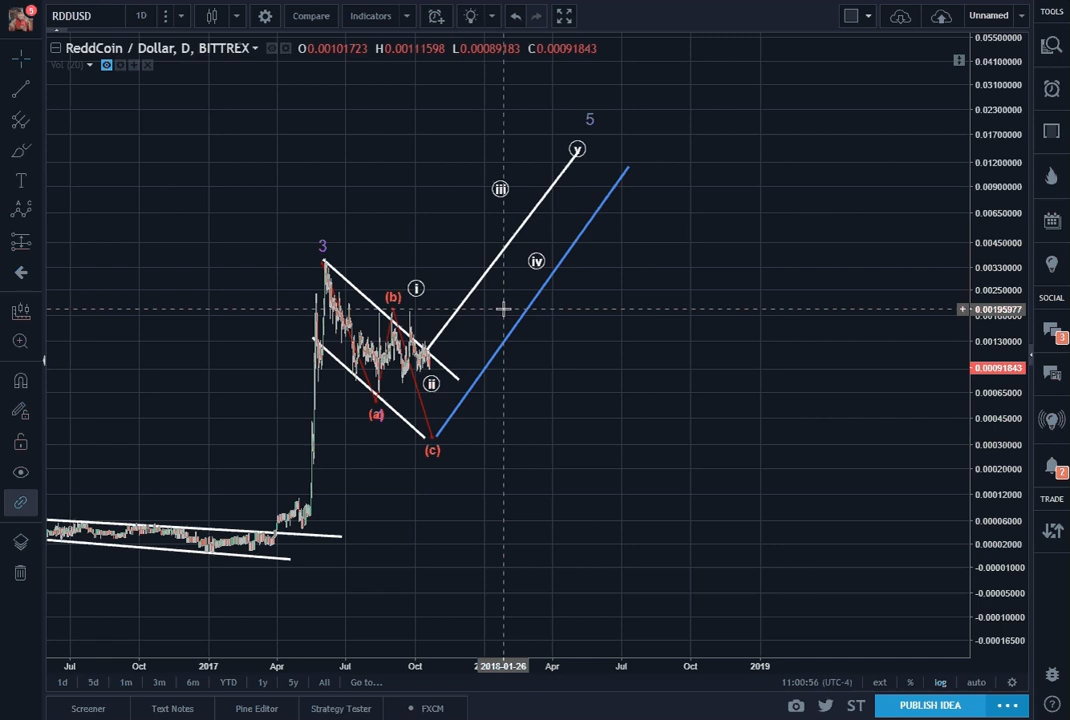 5
RDDUSD 1D Compare Indicators Unnamed TOOLS
ReddCoin / Dollar, D, BITTREX O0.00101723 H0.00111598 L0.00089183 C0.00091843
Vol (20)
0.05500000
0.04100000
0.03100000
0.02300000
0.01700000
0.01200000
0.00900000
0.00650000
0.00450000
0.00330000
0.00250000
0.00195977
0.00130000
0.00091843
0.00065000
0.00045000
0.00030000
0.00020000
0.00012000
0.00006000
0.00002000
-0.00001000
-0.00005000
-0.00010000
-0.00016500
5
v
iii
iv
3
(b)
i
ii
(a)
(c)
SOCIAL
3
2
TRADE
Jul Oct 2017 Apr Jul Oct 2018-01-26 Apr Jul Oct 2019
1d 5d 1m 3m 6m YTD 1y 5y All Go to... 11:00:56 (UTC-4) ext % log auto
Screener Text Notes Pine Editor Strategy Tester FXCM ST PUBLISH IDEA